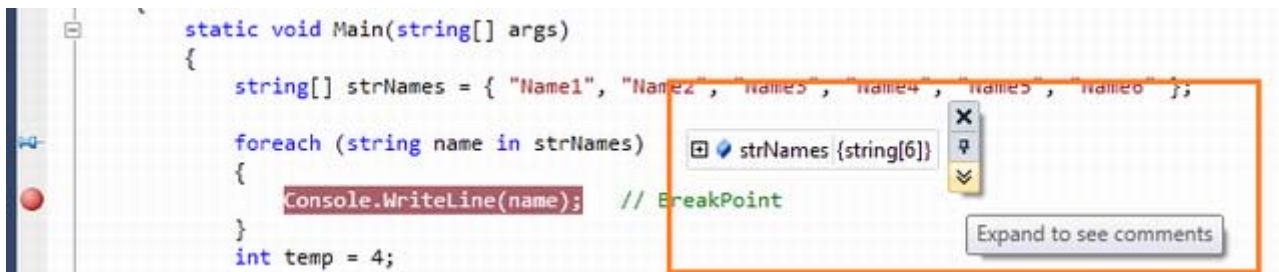 static void Main(string[] args)
{
string[] strNames = { "Name1", "Name2", "Name3", "Name4", "Name5", "Name6" };
foreach (string name in strNames)
strNames {string[6]}
{
Console.WriteLine(name); // BreakPoint
}
Expand to see comments
int temp = 4;